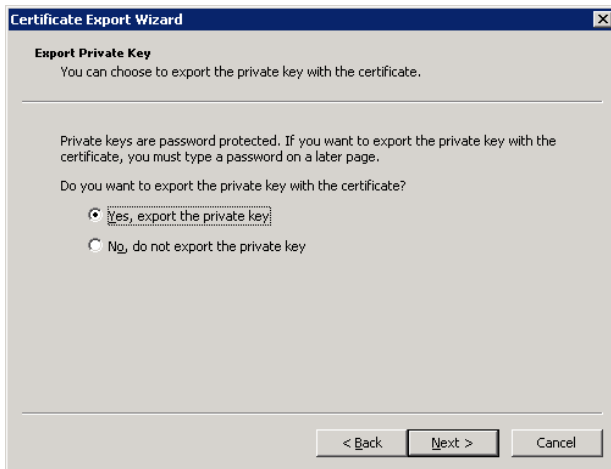 Certificate Export Wizard
Export Private Key
You can choose to export the private key with the certificate.
Private keys are password protected. If you want to export the private key with the
certificate, you must type a password on a later page.
Do you want to export the private key with the certificate?
Yes, export the private key
No, do not export the private key
< Back Next > Cancel